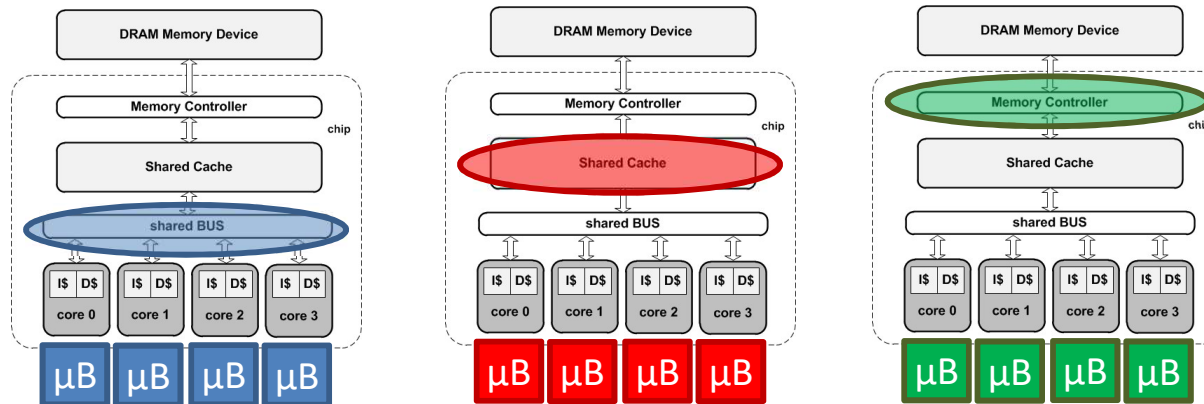 DRAM Memory Device
Memory Controller
chip
Shared Cache
shared BUS
I$ D$ I$ D$ I$ D$ I$ D$
core 0 core 1 core 2 core 3
µB µB µB µB
DRAM Memory Device
Memory Controller
chip
Shared Cache
shared BUS
I$ D$ I$ D$ I$ D$ I$ D$
core 0 core 1 core 2 core 3
µB µB µB µB
DRAM Memory Device
Memory Controller
chi
Shared Cache
shared BUS
I$ D$ I$ D$ I$ D$ I$ D$
core 0 core 1 core 2 core 3
µB µB µB µB